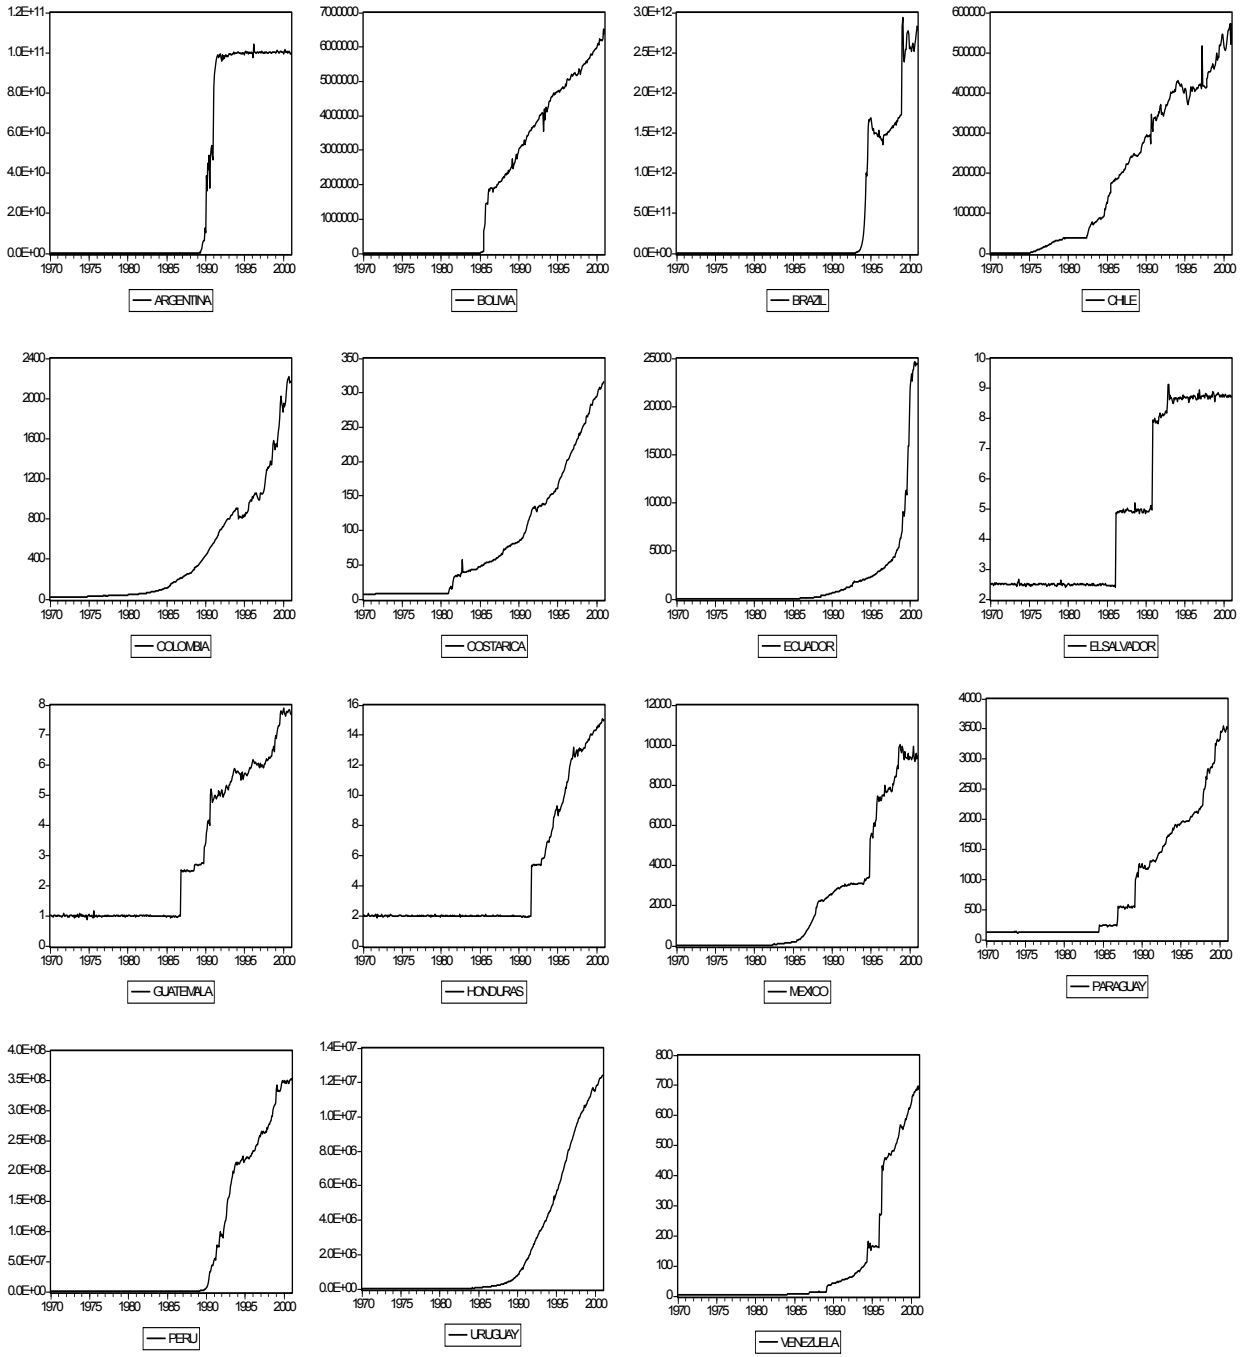 1.2E+11
1.0E+11
8.0E+10
6.0E+10
4.0E+10
2.0E+10
0.0E+00
1970 1975 1980 1985 1990 1995 2000
ARGENTINA
7000000
6000000
5000000
4000000
3000000
2000000
1000000
0
1970 1975 1980 1985 1990 1995 2000
BOLIVIA
3.0E+12
2.5E+12
2.0E+12
1.5E+12
1.0E+12
5.0E+11
0.0E+00
1970 1975 1980 1985 1990 1995 2000
BRAZIL
600000
500000
400000
300000
200000
100000
0
1970 1975 1980 1985 1990 1995 2000
CHILE
2400
2000
1600
1200
800
400
0
1970 1975 1980 1985 1990 1995 2000
COLOMBIA
350
300
250
200
150
100
50
0
1970 1975 1980 1985 1990 1995 2000
COSTARICA
25000
20000
15000
10000
5000
0
1970 1975 1980 1985 1990 1995 2000
ECUADOR
10
9
8
7
6
5
4
3
2
1970 1975 1980 1985 1990 1995 2000
ELSALVADOR
8
7
6
5
4
3
2
1
0
1970 1975 1980 1985 1990 1995 2000
GUATEMALA
16
14
12
10
8
6
4
2
0
1970 1975 1980 1985 1990 1995 2000
HONDURAS
12000
10000
8000
6000
4000
2000
0
1970 1975 1980 1985 1990 1995 2000
MEXICO
4000
3500
3000
2500
2000
1500
1000
500
0
1970 1975 1980 1985 1990 1995 2000
PARAGUAY
4.0E+08
3.5E+08
3.0E+08
2.5E+08
2.0E+08
1.5E+08
1.0E+08
5.0E+07
0.0E+00
1970 1975 1980 1985 1990 1995 2000
PERU
1.4E+07
1.2E+07
1.0E+07
8.0E+06
6.0E+06
4.0E+06
2.0E+06
0.0E+00
1970 1975 1980 1985 1990 1995 2000
URUGUAY
800
700
600
500
400
300
200
100
0
1970 1975 1980 1985 1990 1995 2000
VENEZUELA